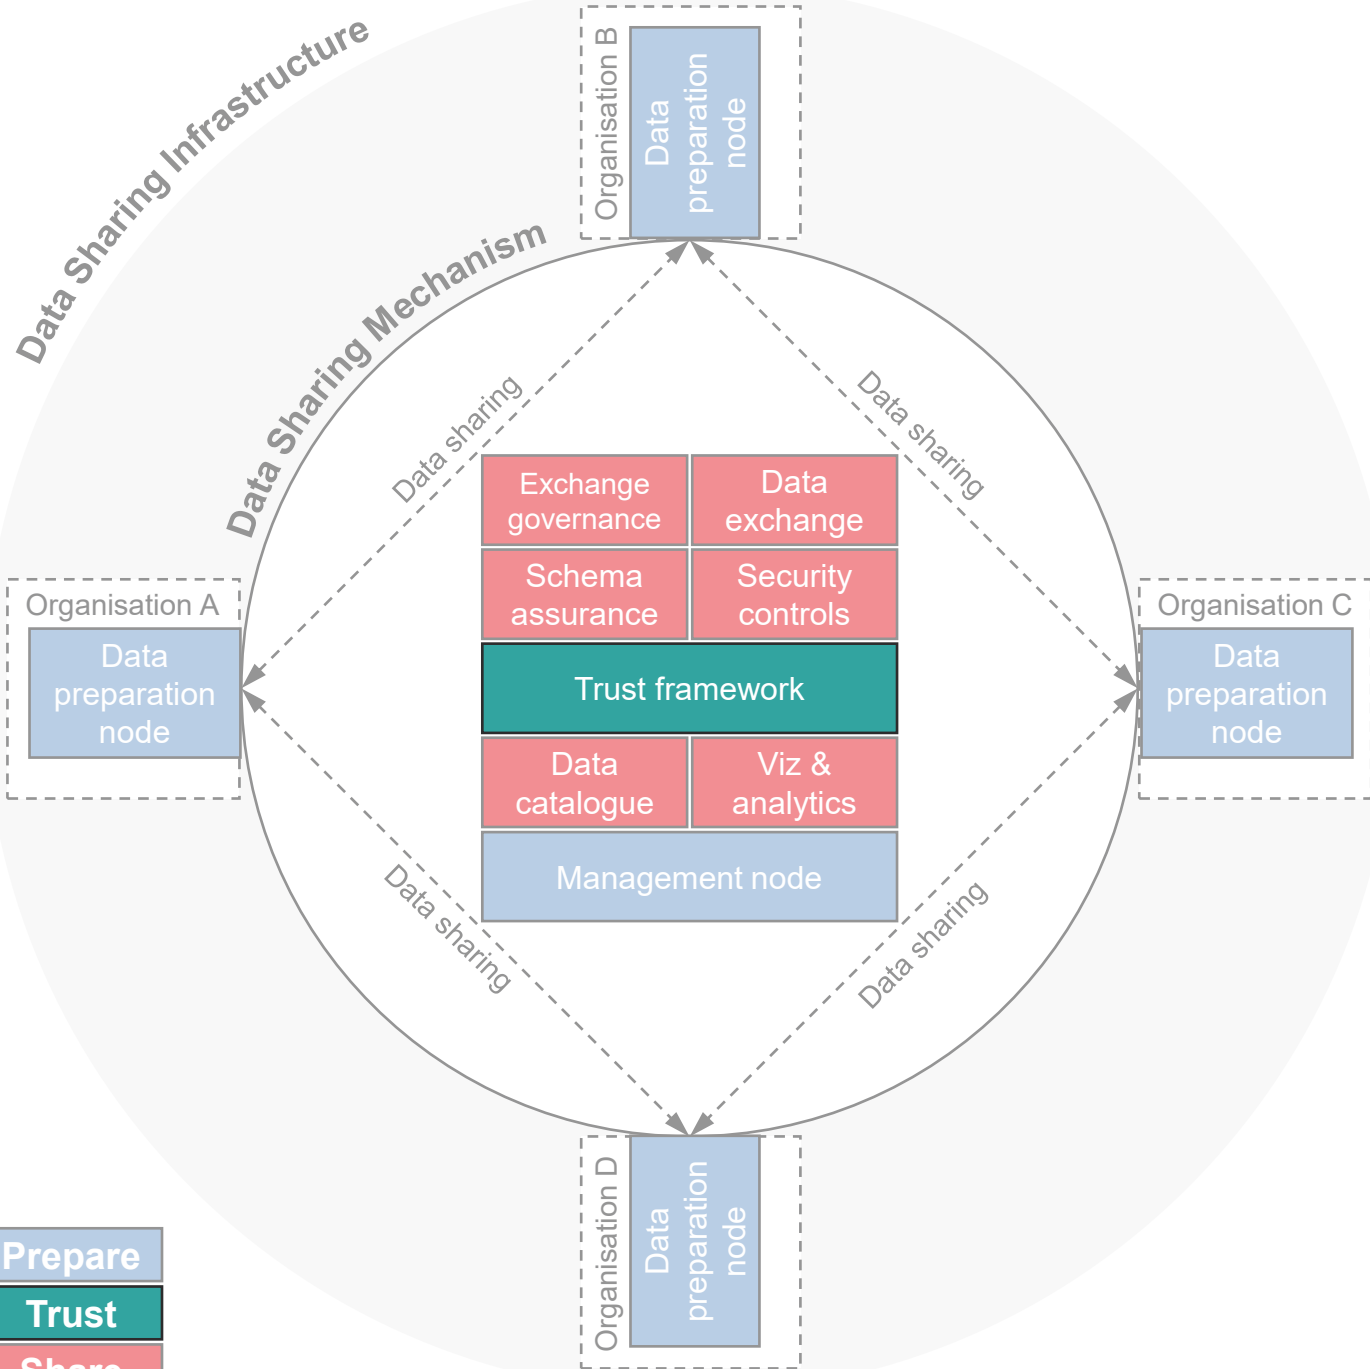 Data Sharing Infrastructure
Data Sharing Mechanism
Organisation B
Data
preparation
node
Data sharing
Data sharing
Exchange
governance
Data
exchange
Schema
assurance
Security
controls
Organisation A
Data
preparation
node
Trust framework
Organisation C
Data
preparation
node
Data
catalogue
Viz &
analytics
Management node
Data sharing
Data sharing
Organisation D
Data
preparation
node
Prepare
Trust
Share